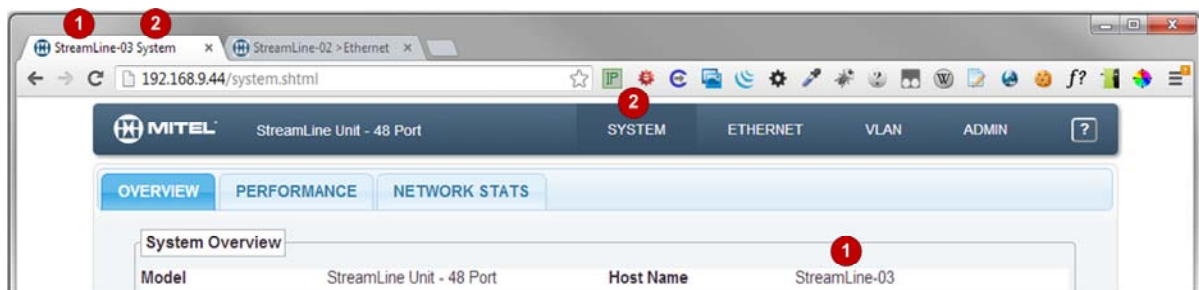 1 2
StreamLine-03 System × StreamLine-02 > Ethernet ×
192.168.9.44/system.shtml IP C ? W f?
2
MITEL StreamLine Unit - 48 Port SYSTEM ETHERNET VLAN ADMIN ?
OVERVIEW PERFORMANCE NETWORK STATS
System Overview
1
Model StreamLine Unit - 48 Port Host Name StreamLine-03